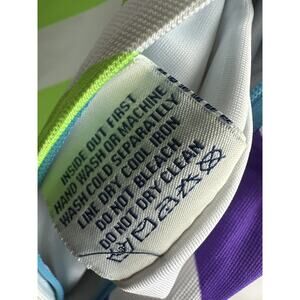 INSIDE OUT FIRST
HAND WASH OR MACHINE
WASH COLD SEPARATELY
LINE DRY COOL IRON
DO NOT BLEACH
DO NOT DRY CLEAN